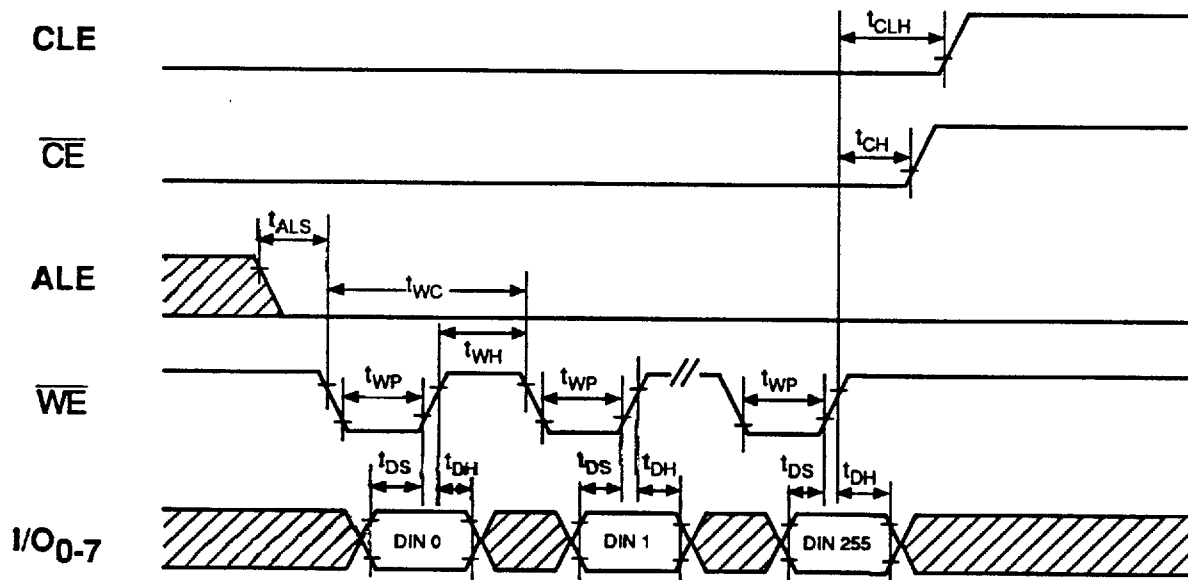 CLE
tCLH
CE
tCH
tALS
ALE
tWC
tWH
WE
tWP
tWP
tWP
tDS
tDH
tDS
tDH
tDS
tDH
I/O0-7
DIN 0
DIN 1
DIN 255